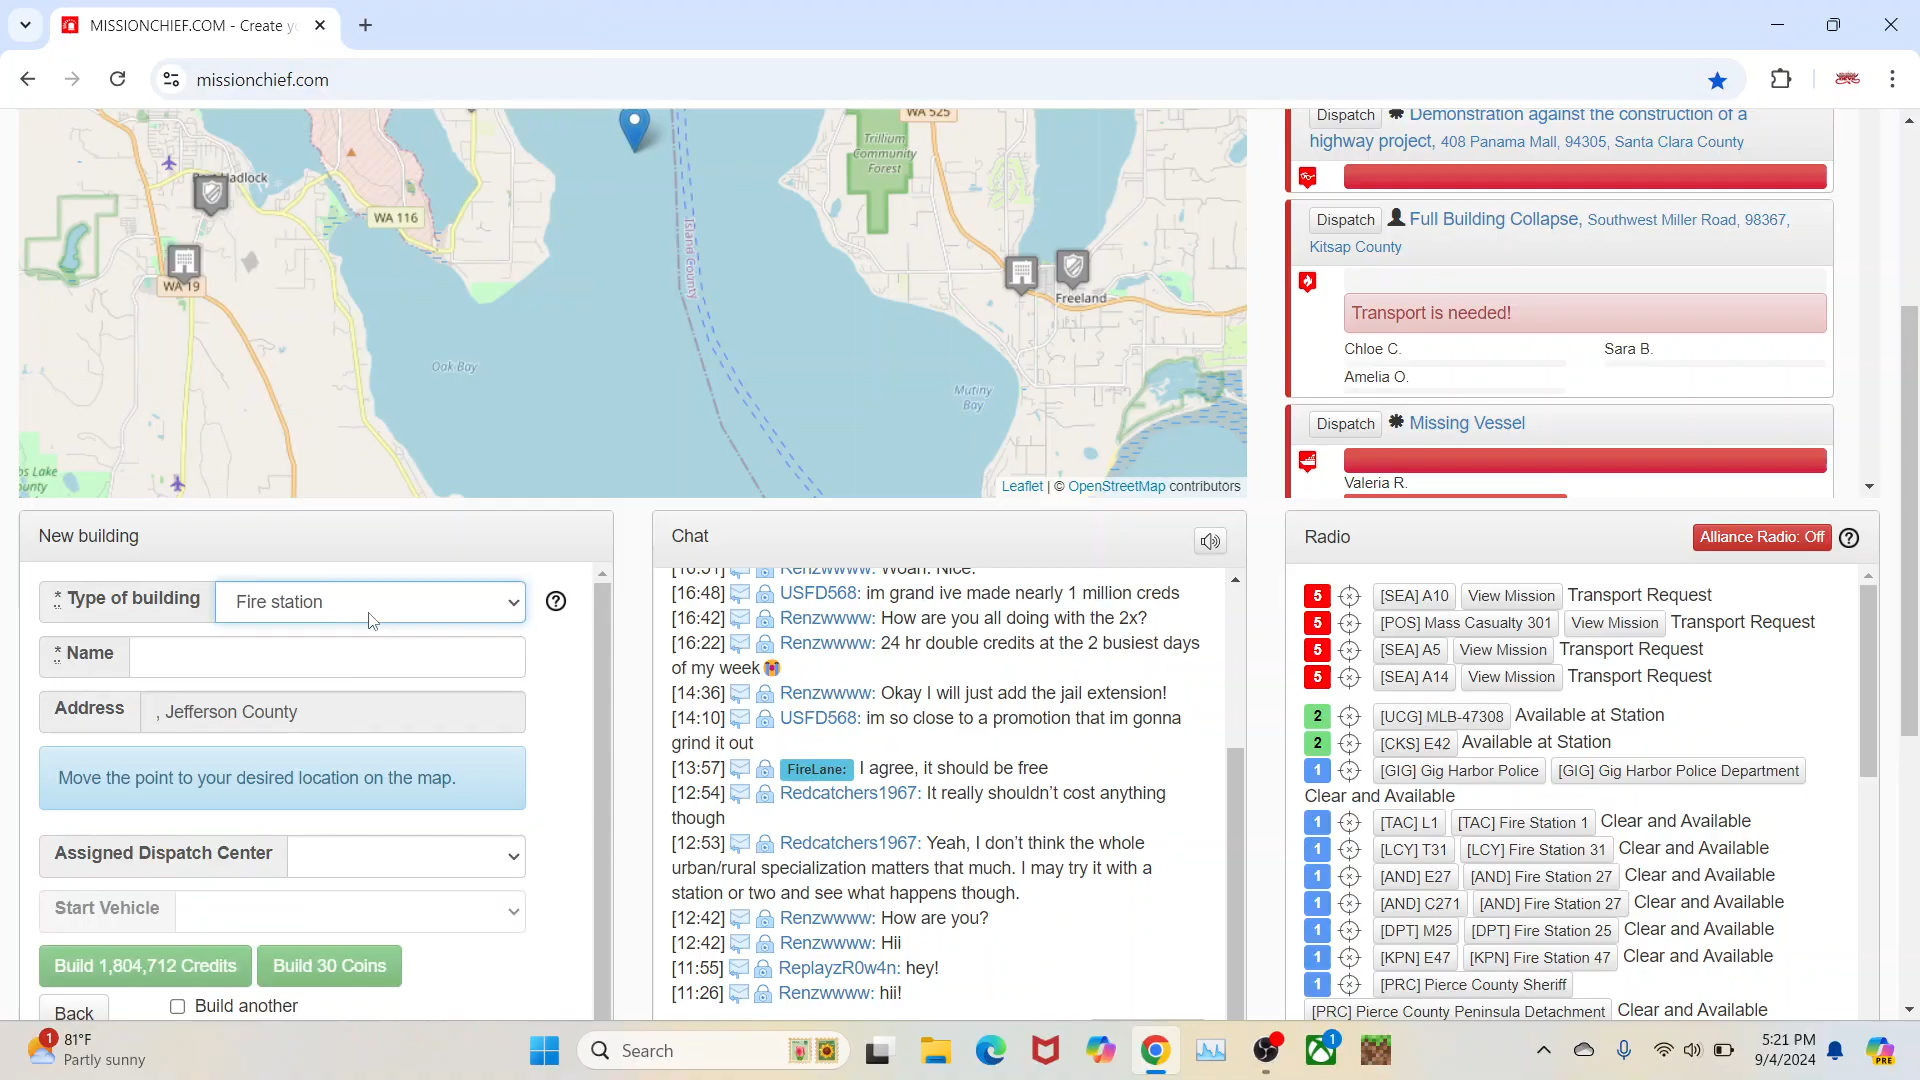 MISSIONCHIEF.COM - Create yo
missionchief.com
WA 525
Trillium
Community
Forest
Hadlock
WA 116
Island County
WA 19
Freeland
Oak Bay
Mutiny
Bay
Leaflet | © OpenStreetMap contributors
Dispatch Demonstration against the construction of a
highway project, 408 Panama Mall, 94305, Santa Clara County
Dispatch Full Building Collapse, Southwest Miller Road, 98367,
Kitsap County
Transport is needed!
Chloe C. Sara B.
Amelia O.
Dispatch Missing Vessel
Valeria R.
New building
* Type of building Fire station
* Name
Address , Jefferson County
Move the point to your desired location on the map.
Assigned Dispatch Center
Start Vehicle
Build 1,804,712 Credits Build 30 Coins
Back Build another
Chat
Renzwwww: Woah. Nice.
[16:48] USFD568: im grand ive made nearly 1 million creds
[16:42] Renzwwww: How are you all doing with the 2x?
[16:22] Renzwwww: 24 hr double credits at the 2 busiest days
of my week 😭
[14:36] Renzwwww: Okay I will just add the jail extension!
[14:10] USFD568: im so close to a promotion that im gonna
grind it out
[13:57] FireLane: I agree, it should be free
[12:54] Redcatchers1967: It really shouldn't cost anything
though
[12:53] Redcatchers1967: Yeah, I don't think the whole
urban/rural specialization matters that much. I may try it with a
station or two and see what happens though.
[12:42] Renzwwww: How are you?
[12:42] Renzwwww: Hii
[11:55] ReplayzR0w4n: hey!
[11:26] Renzwwww: hii!
Radio Alliance Radio: Off
5 [SEA] A10 View Mission Transport Request
5 [POS] Mass Casualty 301 View Mission Transport Request
5 [SEA] A5 View Mission Transport Request
5 [SEA] A14 View Mission Transport Request
2 [UCG] MLB-47308 Available at Station
2 [CKS] E42 Available at Station
1 [GIG] Gig Harbor Police [GIG] Gig Harbor Police Department
Clear and Available
1 [TAC] L1 [TAC] Fire Station 1 Clear and Available
1 [LCY] T31 [LCY] Fire Station 31 Clear and Available
1 [AND] E27 [AND] Fire Station 27 Clear and Available
1 [AND] C271 [AND] Fire Station 27 Clear and Available
1 [DPT] M25 [DPT] Fire Station 25 Clear and Available
1 [KPN] E47 [KPN] Fire Station 47 Clear and Available
1 [PRC] Pierce County Sheriff
[PRC] Pierce County Peninsula Detachment Clear and Available
1 81°F
Partly sunny
Search
1
5:21 PM
9/4/2024
PRE